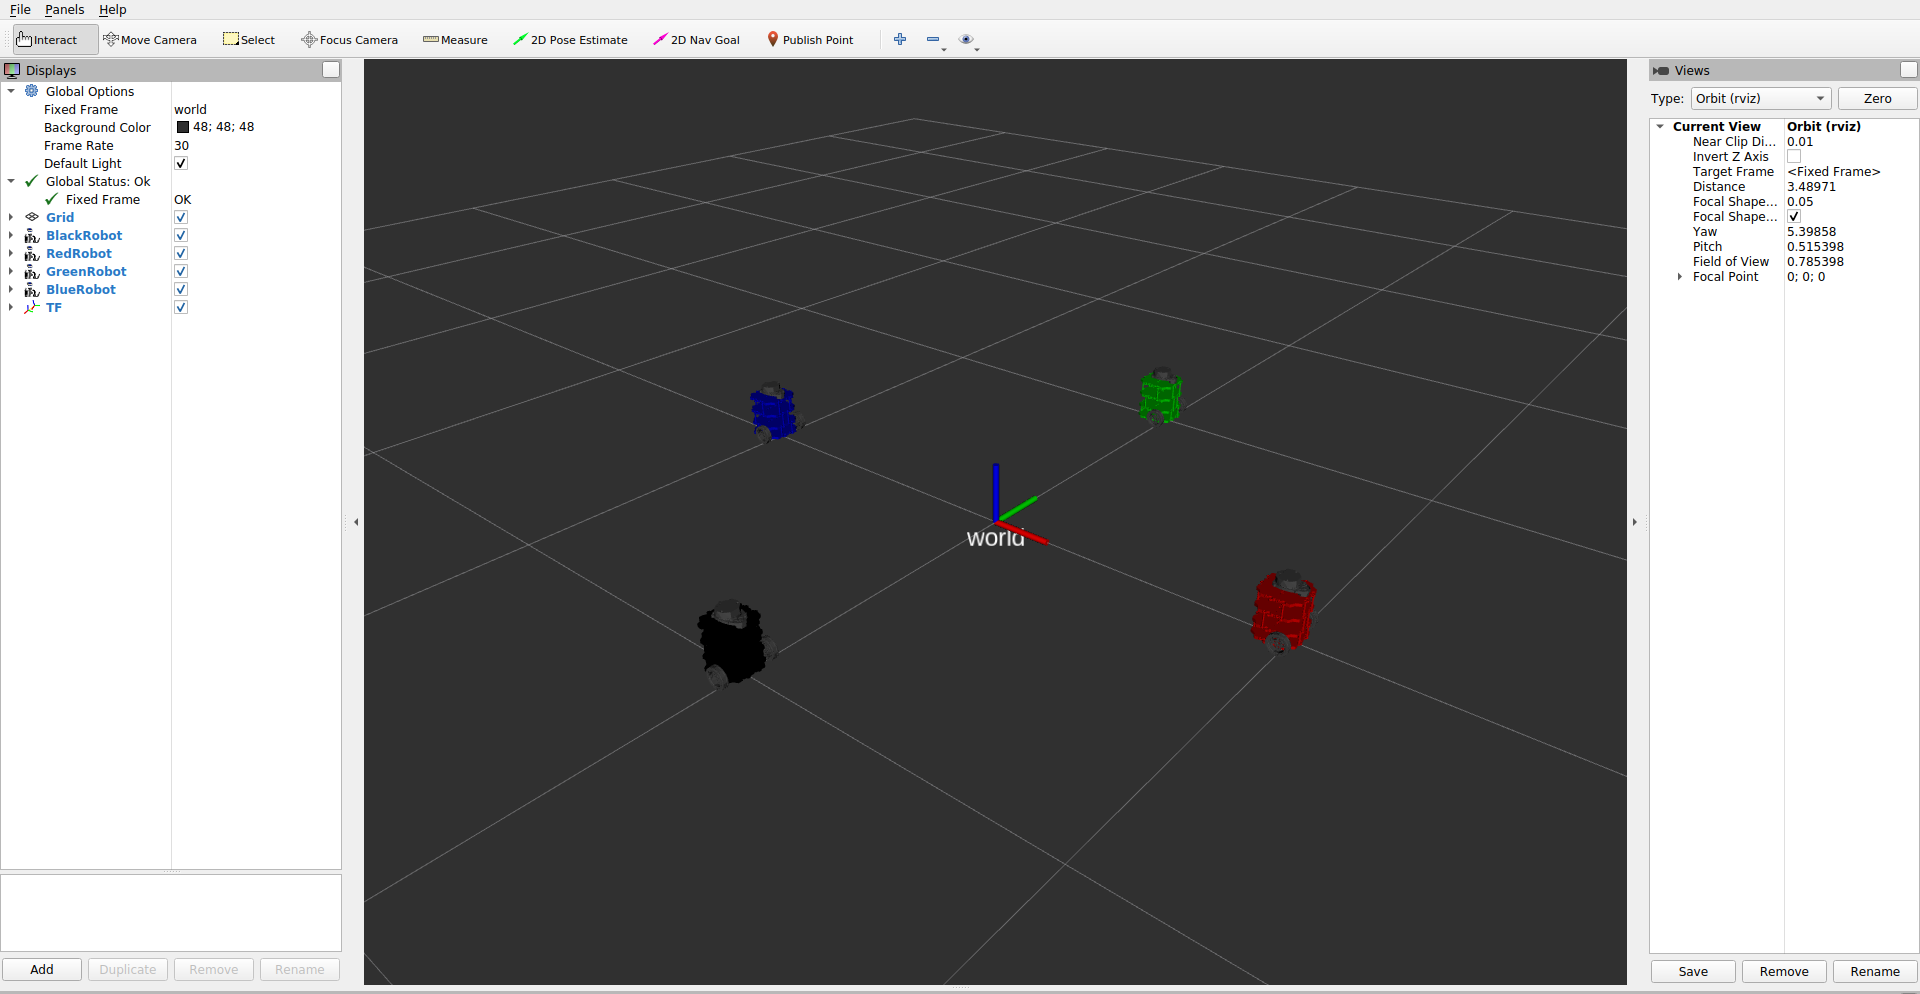 File Panels Help
Interact Move Camera Select Focus Camera Measure 2D Pose Estimate 2D Nav Goal Publish Point
Displays
Global Options
Fixed Frame world
Background Color 48; 48; 48
Frame Rate 30
Default Light
Global Status: Ok
Fixed Frame OK
Grid
BlackRobot
RedRobot
GreenRobot
BlueRobot
TF
Add Duplicate Remove Rename
world
Views
Type: Orbit (rviz) Zero
Current View Orbit (rviz)
Near Clip Di... 0.01
Invert Z Axis
Target Frame <Fixed Frame>
Distance 3.48971
Focal Shape... 0.05
Focal Shape...
Yaw 5.39858
Pitch 0.515398
Field of View 0.785398
Focal Point 0; 0; 0
Save Remove Rename